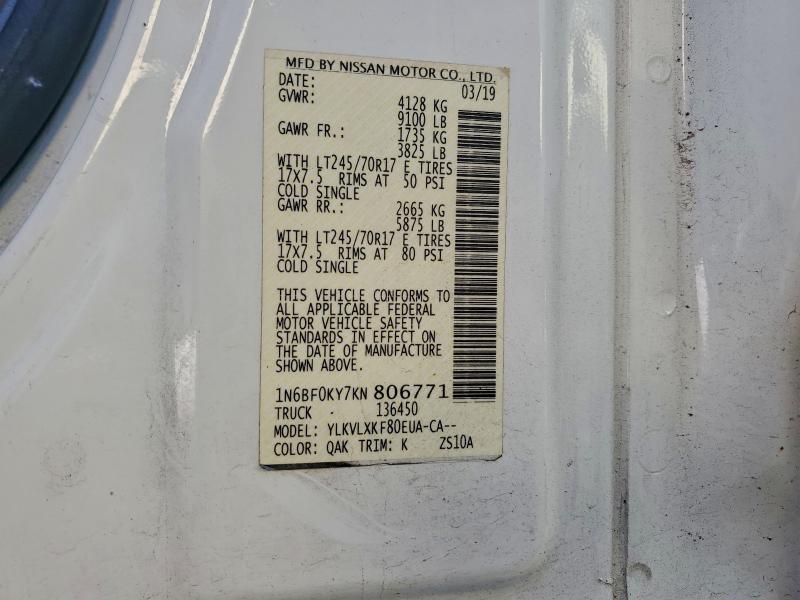 MFD BY NISSAN MOTOR CO., LTD.
DATE: 03/19
GVWR: 4128 KG
9100 LB
GAWR FR.: 1735 KG
3825 LB
WITH LT245/70R17 E TIRES
17X7.5 RIMS AT 50 PSI
COLD SINGLE
GAWR RR.: 2665 KG
5875 LB
WITH LT245/70R17 E TIRES
17X7.5 RIMS AT 80 PSI
COLD SINGLE
THIS VEHICLE CONFORMS TO
ALL APPLICABLE FEDERAL
MOTOR VEHICLE SAFETY
STANDARDS IN EFFECT ON
THE DATE OF MANUFACTURE
SHOWN ABOVE.
1N6BF0KY7KN 806771
TRUCK 136450
MODEL: YLKVLXKF80EUA-CA--
COLOR: QAK TRIM: K ZS10A